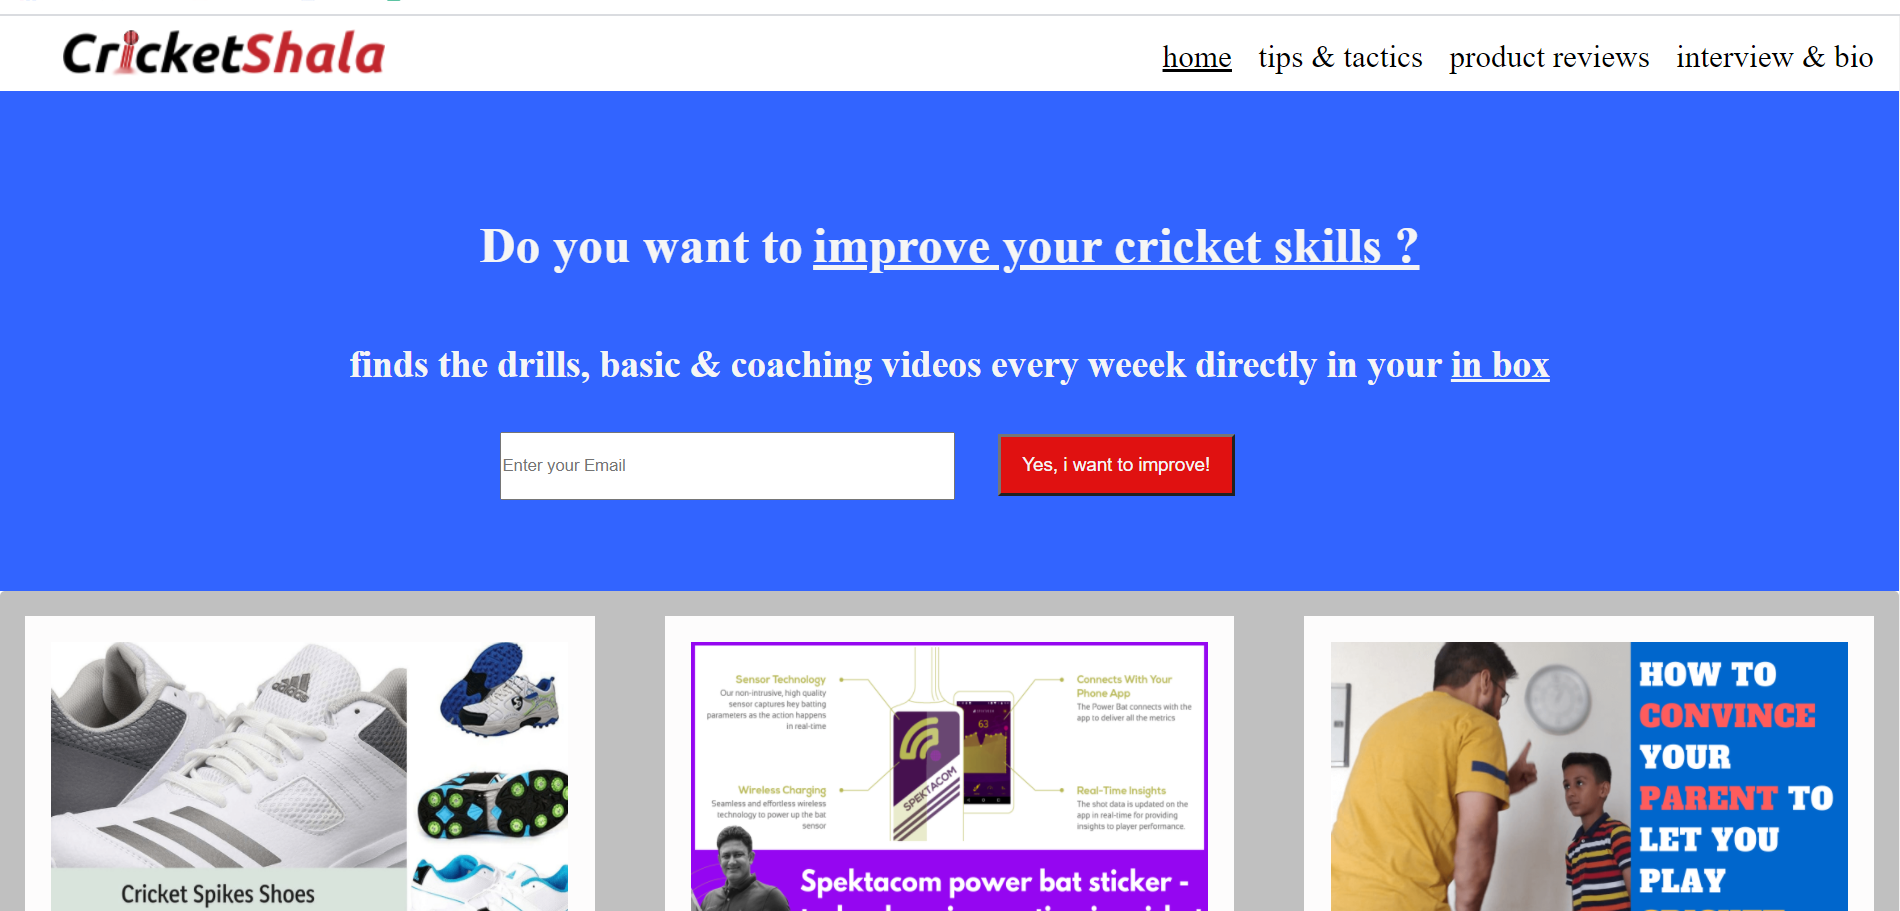 CricketShala
home tips & tactics product reviews interview & bio
Do you want to improve your cricket skills ?
finds the drills, basic & coaching videos every weeek directly in your in box
Enter your Email
Yes, i want to improve!
adidas
Cricket Spikes Shoes
Sensor Technology
Our non-intrusive, high quality
sensor captures hey batting
parameters as the action happens
in real-time
Connects With Your
Phone App
The Power Bat connects with the
app to deliver all the metrics
63
SPEKTACOM
Wireless Charging
Seamless and effortless wireless
technology to power up the bat
sensor
Real-Time Insights
The shot data is updated on the
app in real-time for providing
insights to player performance.
Spektacom power bat sticker -
HOW TO
CONVINCE
YOUR
PARENT TO
LET YOU
PLAY